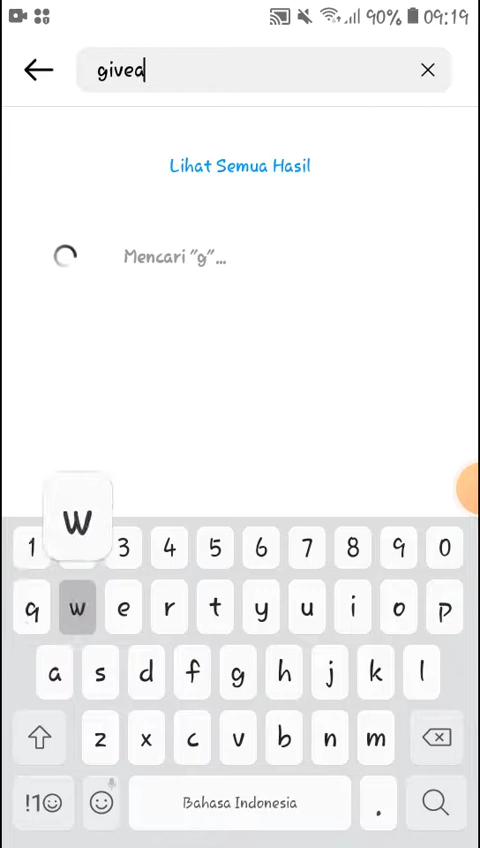 90% 09:19
givea
Lihat Semua Hasil
Mencari "g"...
w
1 3 4 5 6 7 8 9 0
q w e r t y u i o p
a s d f g h j k l
z x c v b n m
!1☺ Bahasa Indonesia .